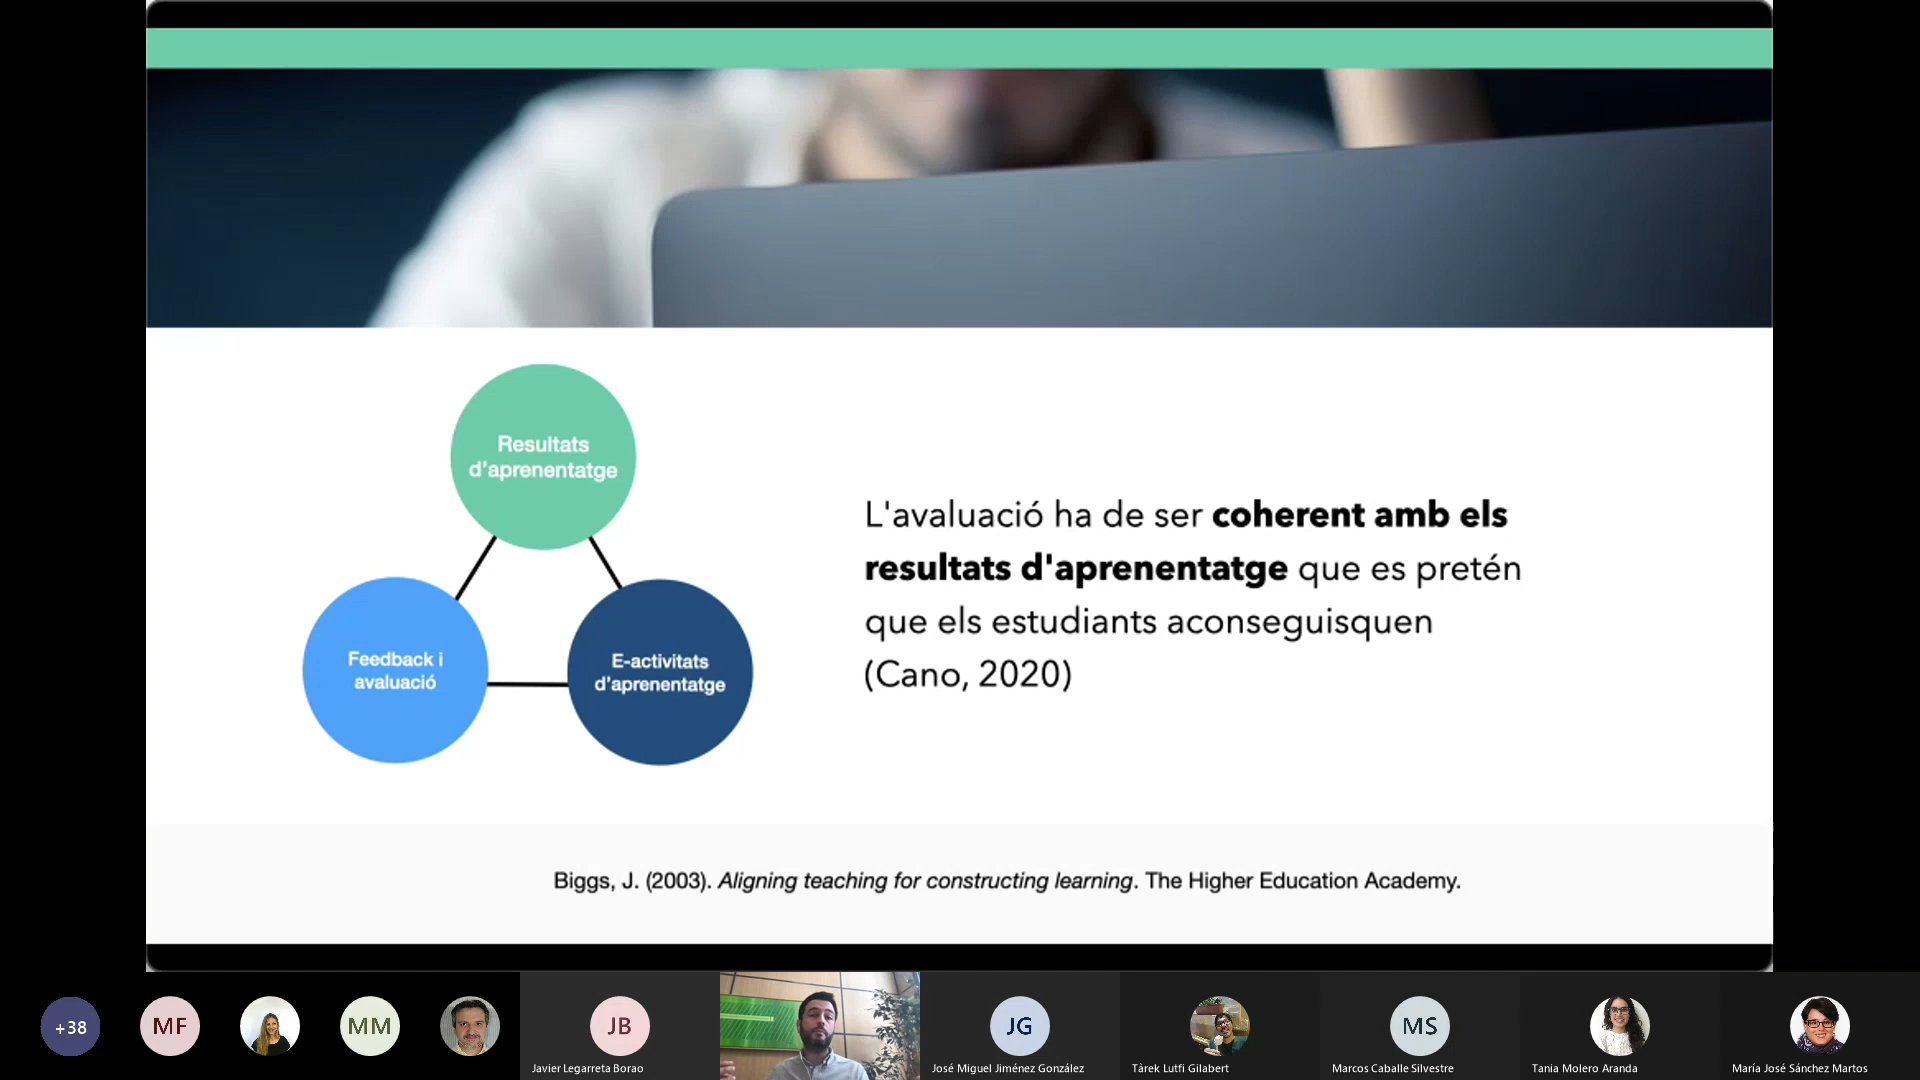 Resultats
d'aprenentatge
Feedback i
avaluació
E-activitats
d'aprenentatge
L'avaluació ha de ser coherent amb els
resultats d'aprenentatge que es pretén
que els estudiants aconseguisquen
(Cano, 2020)
Biggs, J. (2003). Aligning teaching for constructing learning. The Higher Education Academy.
+38
MF
MM
JB
JG
MS
Javier Legarreta Borao
José Miguel Jiménez González
Tàrek Lutfi Gilabert
Marcos Caballe Silvestre
Tania Molero Aranda
María José Sánchez Martos